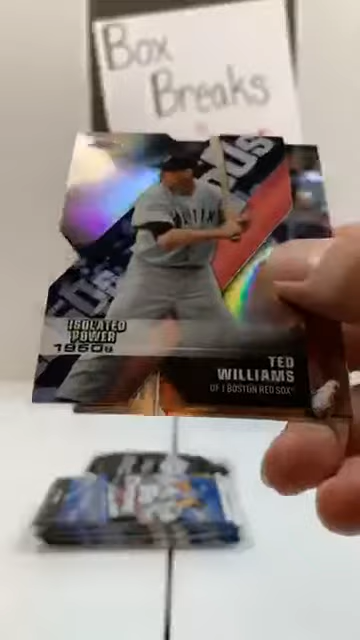 Box
Breaks
ISOLATED
POWER
1950s
TED
WILLIAMS
OF | BOSTON RED SOX